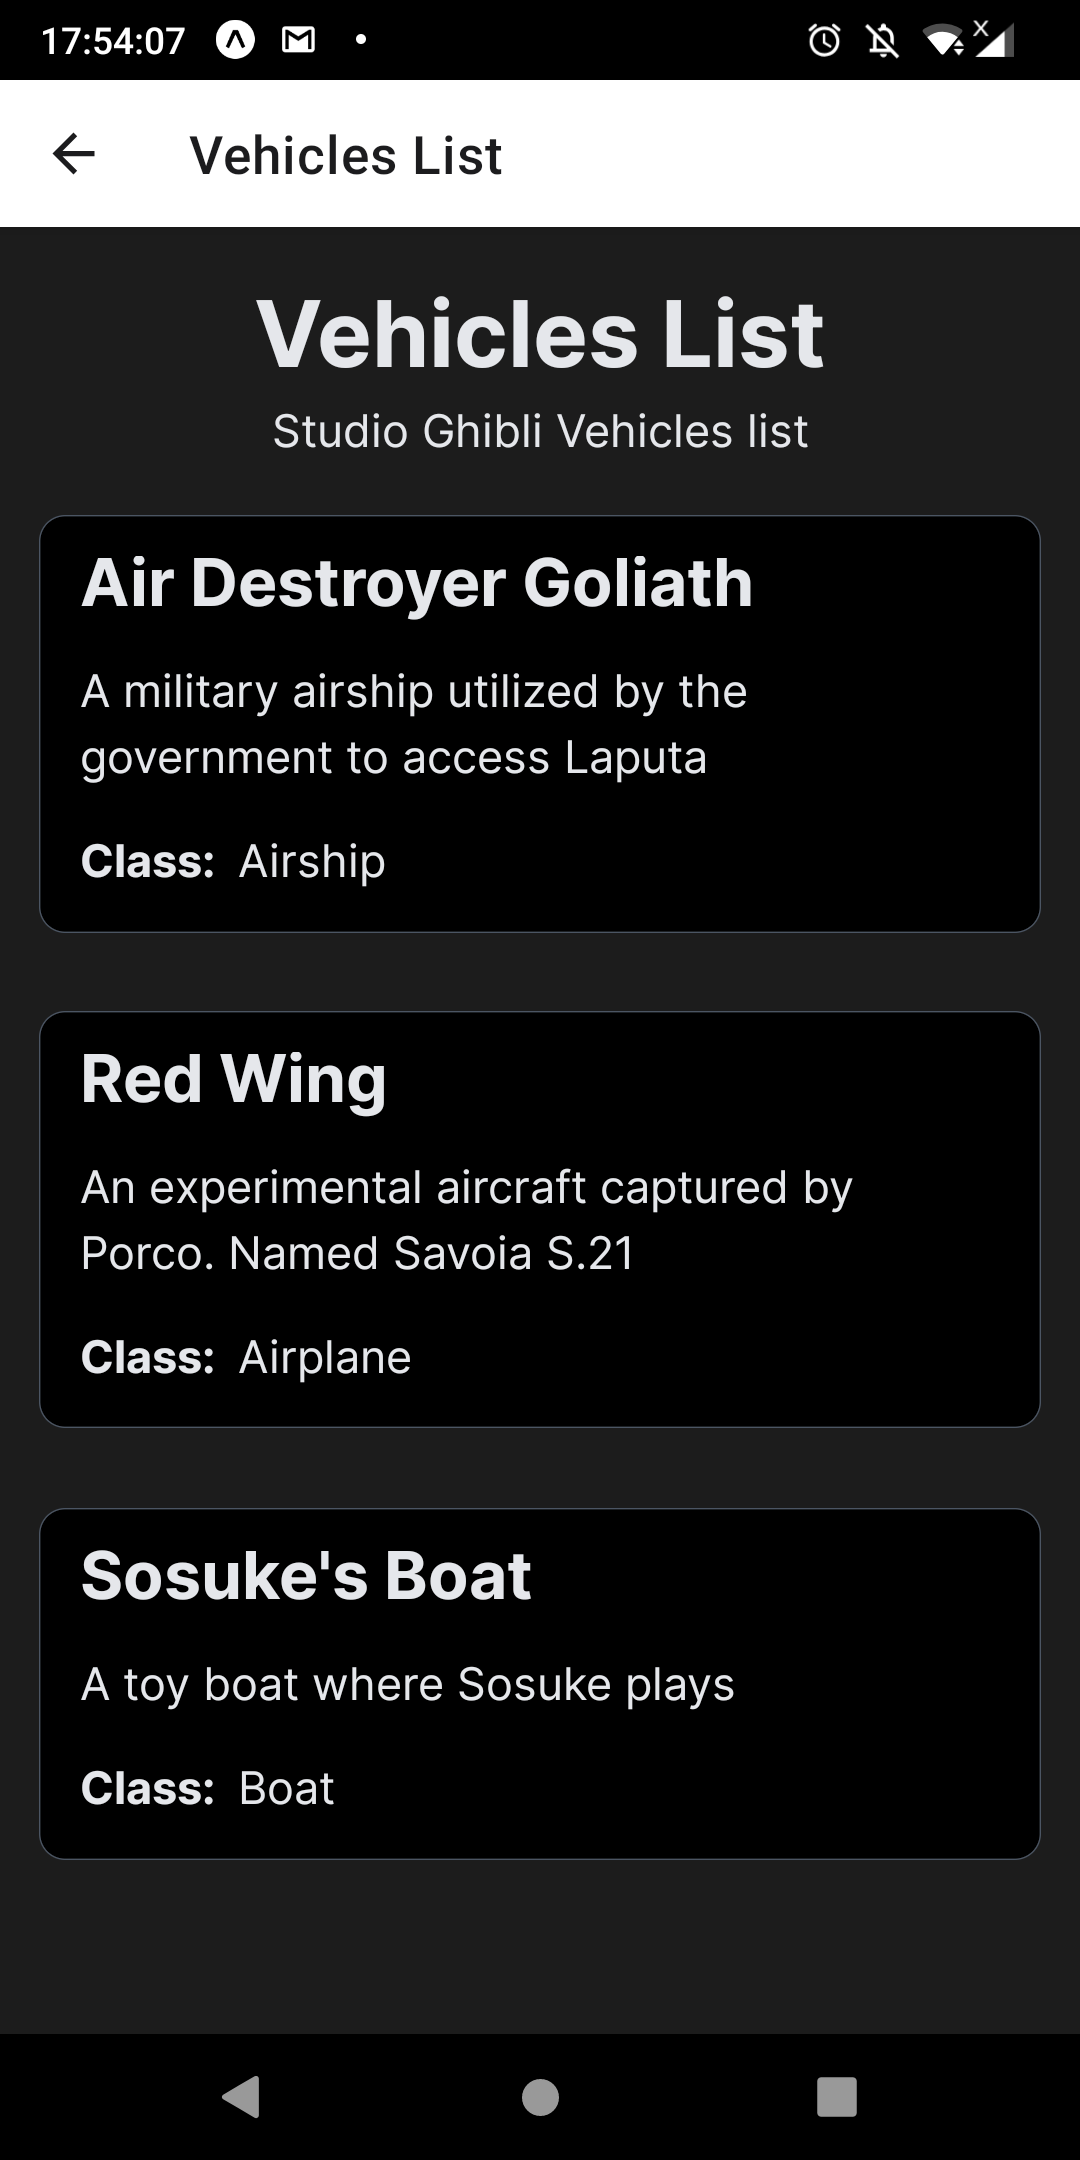 17:54:07
Vehicles List
Vehicles List
Studio Ghibli Vehicles list
Air Destroyer Goliath
A military airship utilized by the
government to access Laputa
Class: Airship
Red Wing
An experimental aircraft captured by
Porco. Named Savoia S.21
Class: Airplane
Sosuke's Boat
A toy boat where Sosuke plays
Class: Boat